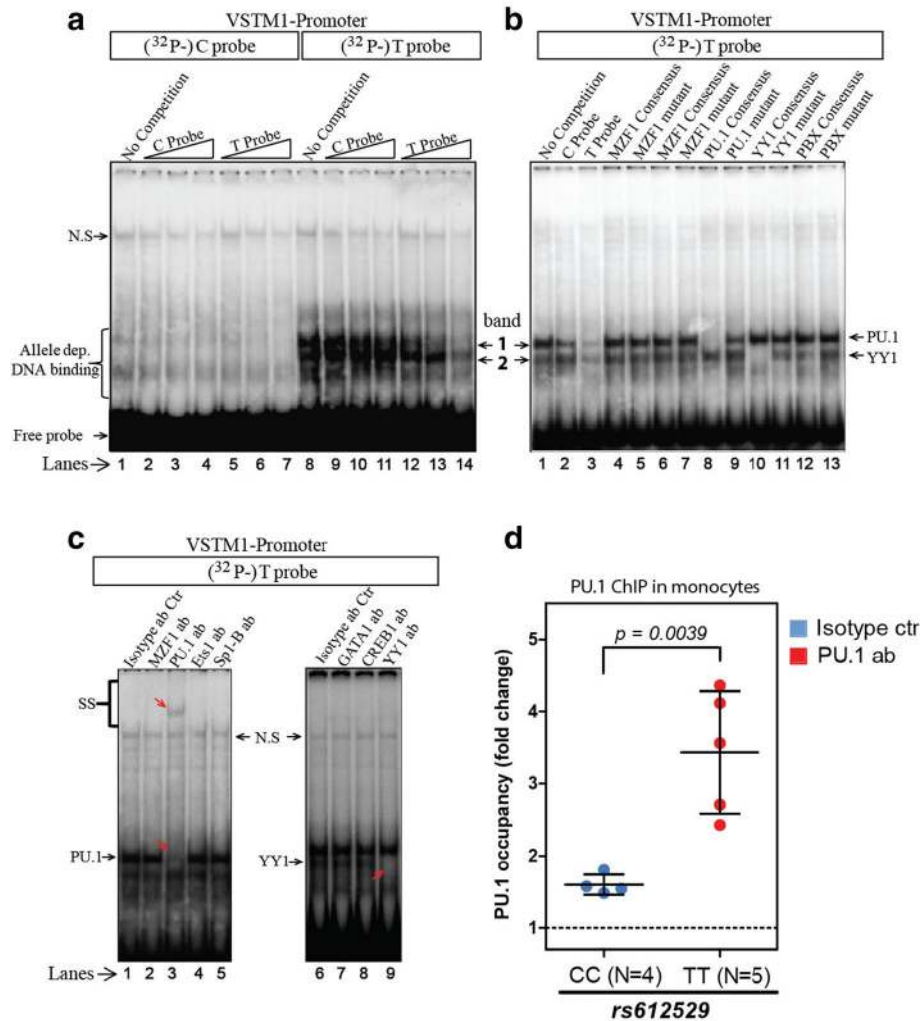 a
VSTM1-Promoter
(³²P-) C probe
(³²P-) T probe
No Competition
C Probe
T Probe
No Competition
C Probe
T Probe
N.S
Allele dep.
DNA binding
Free probe
Lanes
1 2 3 4 5 6 7 8 9 10 11 12 13 14
band
1
2
b
VSTM1-Promoter
(³²P-) T probe
No Competition
C Probe
T Probe
MZF1 Consensus
MZF1 mutant
MZF1 Consensus
MZF1 mutant
PU.1 Consensus
PU.1 mutant
YY1 Consensus
YY1 mutant
PBX Consensus
PBX mutant
PU.1
YY1
1 2 3 4 5 6 7 8 9 10 11 12 13
c
VSTM1-Promoter
(³²P-) T probe
Isotype ab Ctr
MZF1 ab
PU.1 ab
Ets1 ab
Sp1-B ab
Isotype ab Ctr
GATA1 ab
CREB1 ab
YY1 ab
SS
N.S
PU.1
YY1
Lanes
1 2 3 4 5
6 7 8 9
d
PU.1 ChIP in monocytes
p = 0.0039
Isotype ctr
PU.1 ab
PU.1 occupancy (fold change)
5
4
3
2
1
CC (N=4) TT (N=5)
rs612529